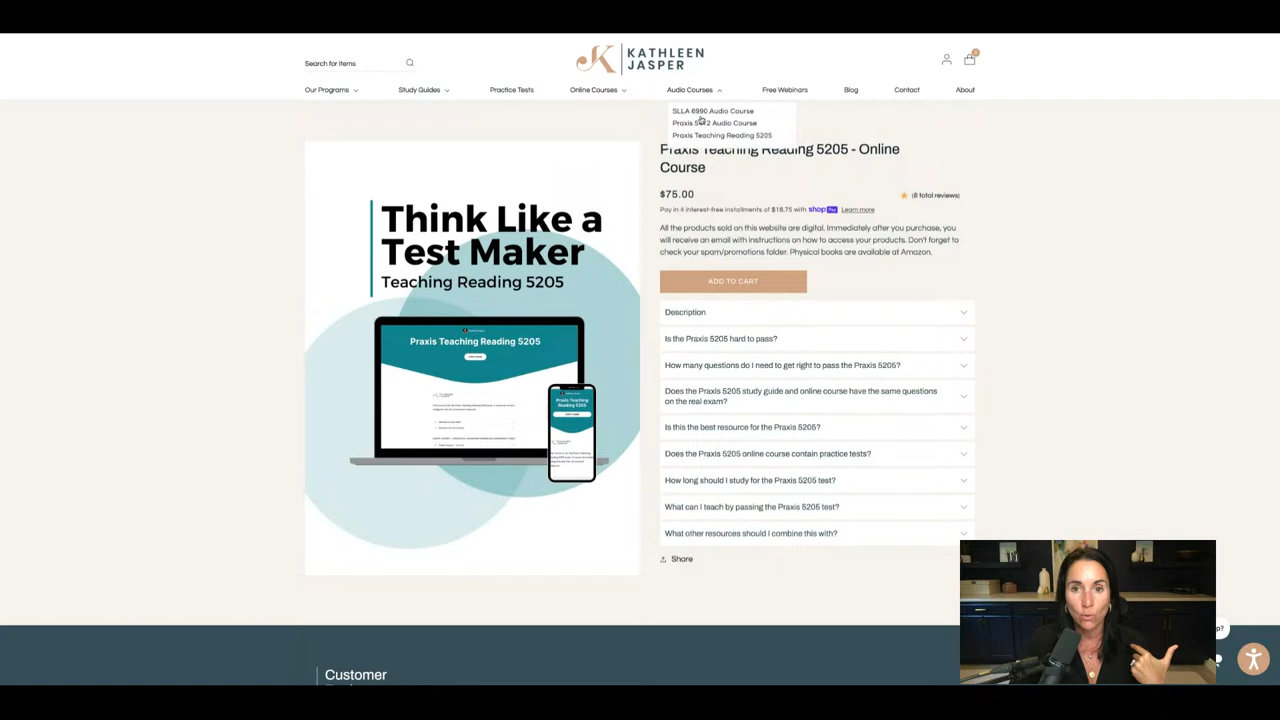 Search for items
KATHLEEN
JASPER
Our Programs
Study Guides
Practice Tests
Online Courses
Audio Courses
Free Webinars
Blog
Contact
About
SLLA 6990 Audio Course
Praxis Audio Course
Praxis Teaching Reading 5205
Praxis Teaching Reading 5205 - Online
Course
$75.00
(8 total reviews)
Pay in 4 interest-free installments of $18.75 with shop Pay Learn more
All the products sold on this website are digital. Immediately after you purchase, you
will receive an email with instructions on how to access your products. Don't forget to
check your spam/promotions folder. Physical books are available at Amazon.
ADD TO CART
Description
Is the Praxis 5205 hard to pass?
How many questions do I need to get right to pass the Praxis 5205?
Does the Praxis 5205 study guide and online course have the same questions
on the real exam?
Is this the best resource for the Praxis 5205?
Does the Praxis 5205 online course contain practice tests?
How long should I study for the Praxis 5205 test?
What can I teach by passing the Praxis 5205 test?
What other resources should I combine this with?
Share
Think Like a
Test Maker
Teaching Reading 5205
Praxis Teaching Reading 5205
Praxis Teaching
Reading 5205
Customer